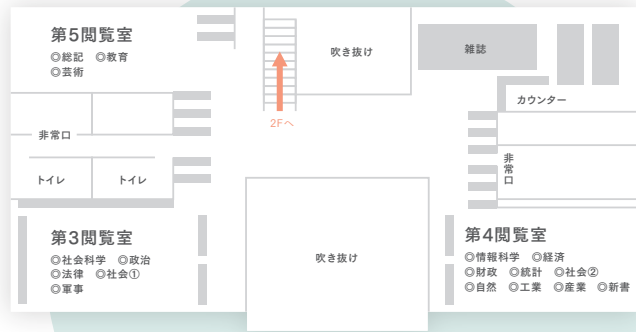 第5閲覧室
◎総記 ◎教育
◎芸術
吹き抜け
雑誌
2Fへ
カウンター
非常口
トイレ
トイレ
非常口
第3閲覧室
◎社会科学 ◎政治
◎法律 ◎社会①
◎軍事
吹き抜け
第4閲覧室
◎情報科学 ◎経済
◎財政 ◎統計 ◎社会②
◎自然 ◎工業 ◎産業 ◎新書